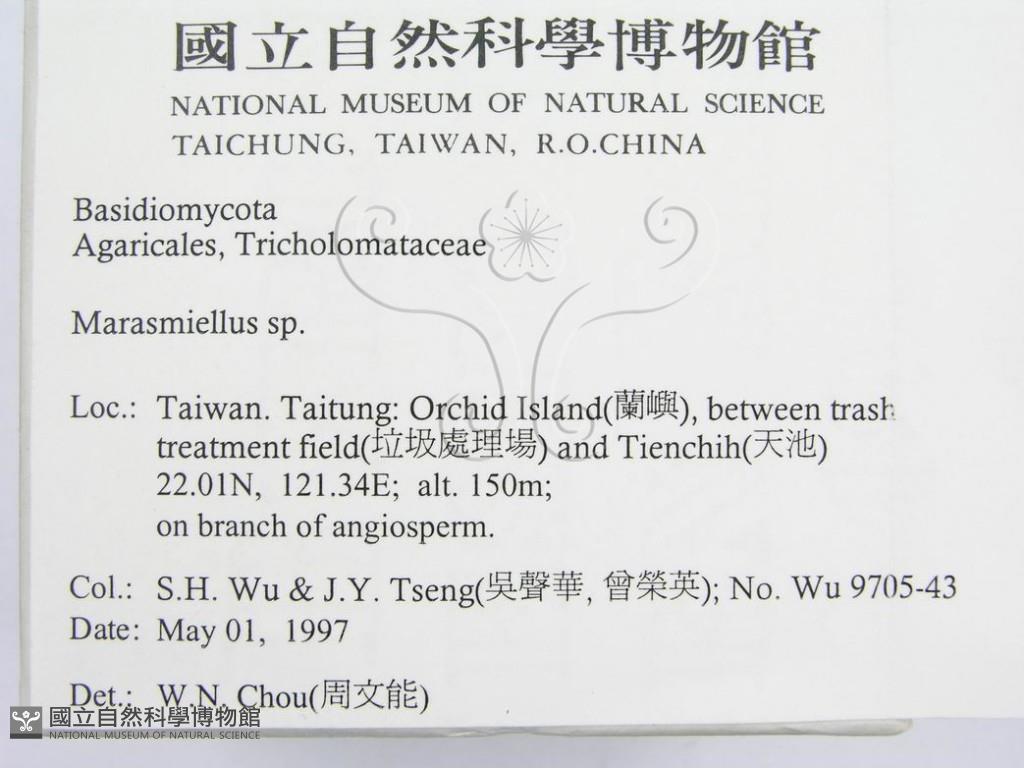 國立自然科學博物館
NATIONAL MUSEUM OF NATURAL SCIENCE
TAICHUNG, TAIWAN, R.O.CHINA
Basidiomycota
Agaricales, Tricholomataceae
Marasmiellus sp.
Loc.: Taiwan. Taitung: Orchid Island(蘭嶼), between trash
treatment field(垃圾處理場) and Tienchih(天池)
22.01N, 121.34E; alt. 150m;
on branch of angiosperm.
Col.: S.H. Wu & J.Y. Tseng(吳聲華, 曾榮英); No. Wu 9705-43
Date: May 01, 1997
Det.: W.N. Chou(周文能)
國立自然科學博物館
NATIONAL MUSEUM OF NATURAL SCIENCE